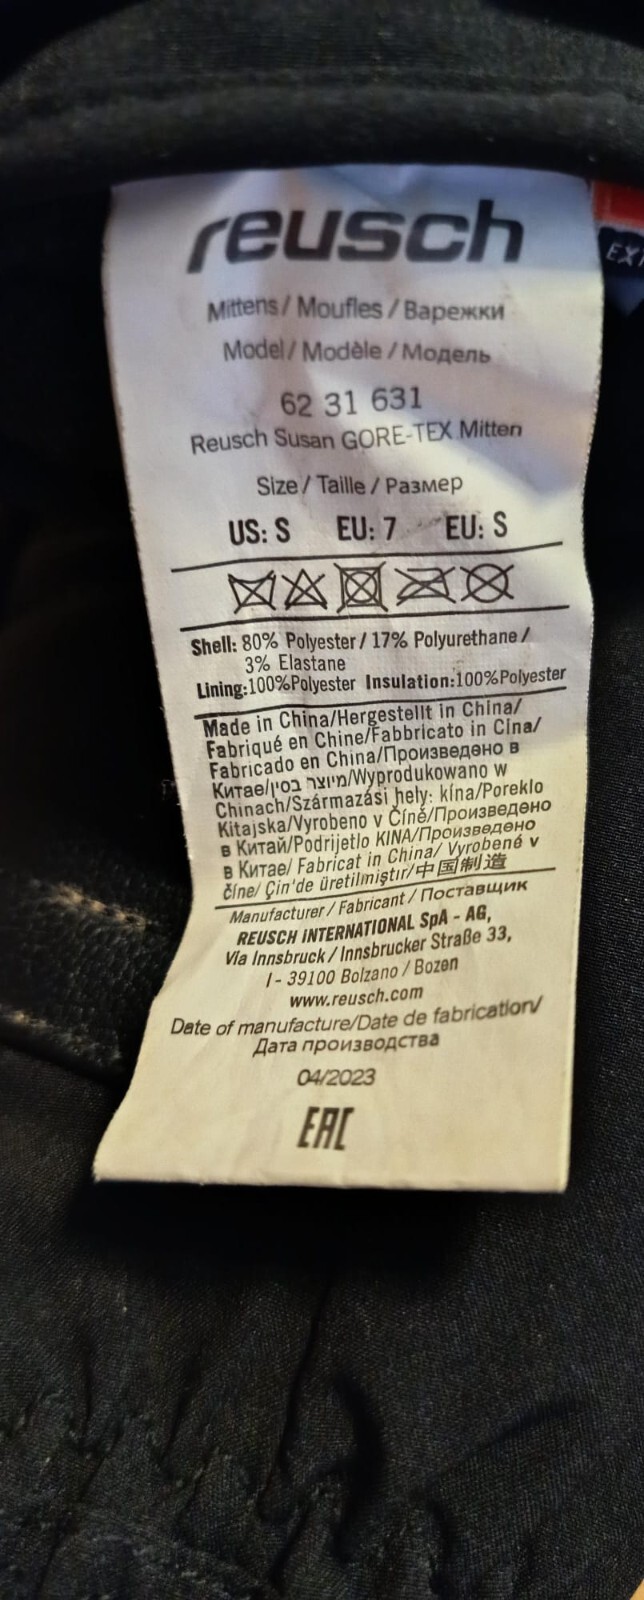 reusch
EXT
Mittens / Moufles / Варежки
Model / Modèle / Модель
62 31 631
Reusch Susan GORE-TEX Mitten
Size / Taille / Размер
US: S EU: 7 EU: S
Shell: 80% Polyester / 17% Polyurethane /
3% Elastane
Lining:100%Polyester Insulation:100%Polyester
Made in China/Hergestellt in China/
Fabriqué en Chine/Fabbricato in Cina/
Fabricado en China/Произведено в
Китае/מיוצר בסין/Wyprodukowano w
Chinach/Származási hely: kína/Poreklo
Kitajska/Vyrobeno v Číně/Произведено
в Китай/Podrijetlo KINA/Произведено
в Китае/ Fabricat in China/ Vyrobené v
číne/ Çin'de üretilmiştir/中国制造
Manufacturer / Fabricant / Поставщик
REUSCH INTERNATIONAL SpA - AG,
Via Innsbruck / Innsbrucker Straße 33,
I - 39100 Bolzano / Bozen
www.reusch.com
Date of manufacture/Date de fabrication/
Дата производства
04/2023
EAC